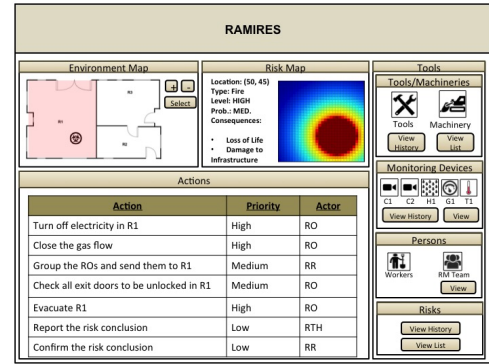 RAMIRES
Environment Map
R3
R1
R2
+ -
Select
Risk Map
Location: (50, 45)
Type: Fire
Level: HIGH
Prob.: MED.
Consequences:
• Loss of Life
• Damage to
Infrastructure
Actions
Action Priority Actor
Turn off electricity in R1 High RO
Close the gas flow High RO
Group the ROs and send them to R1 Medium RR
Check all exit doors to be unlocked in R1 Medium RO
Evacuate R1 High RO
Report the risk conclusion Low RTH
Confirm the risk conclusion Low RR
Tools
Tools/Machineries
Tools Machinery
View History View List
Monitoring Devices
C1 C2 H1 G1 T1
View History View
Persons
Workers RM Team
View
Risks
View History
View List